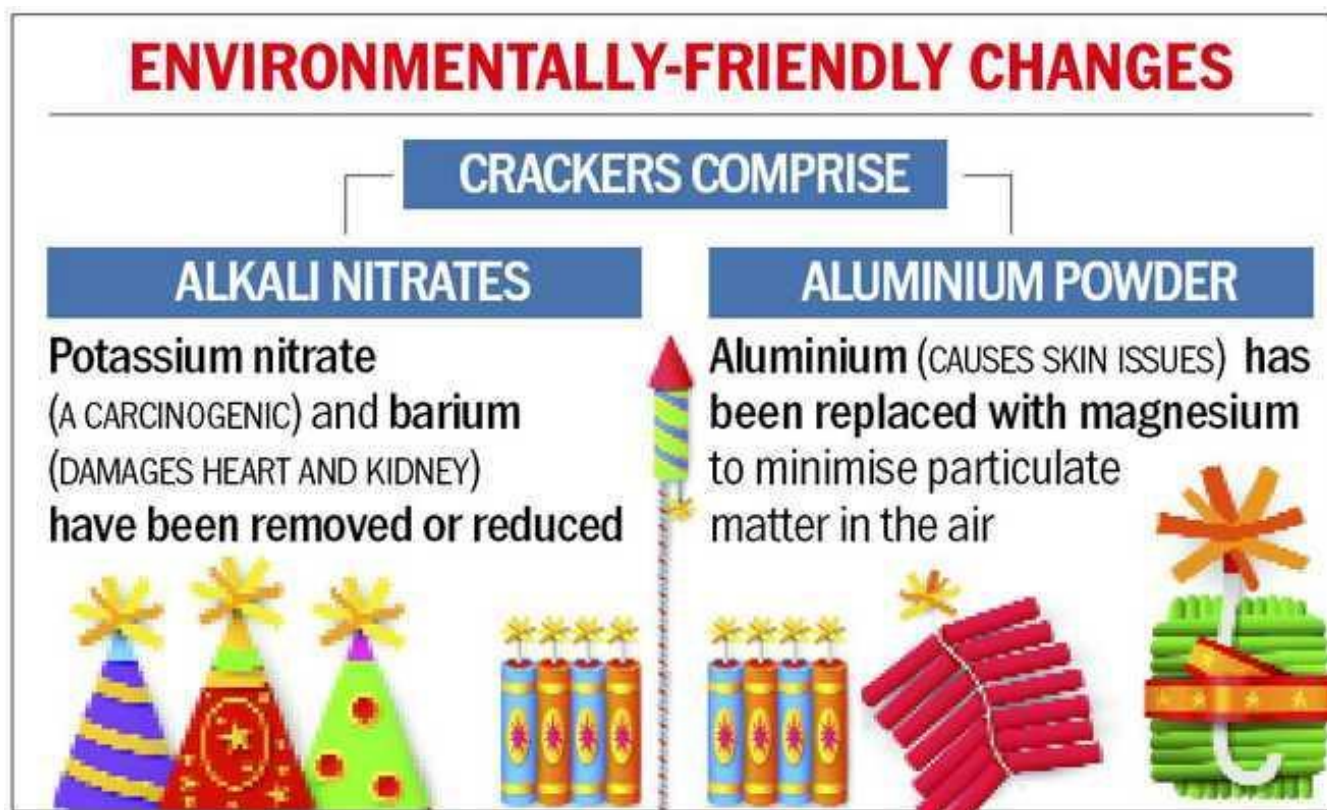 ENVIRONMENTALLY-FRIENDLY CHANGES
CRACKERS COMPRISE
ALKALI NITRATES
Potassium nitrate
(A CARCINOGENIC) and barium
(DAMAGES HEART AND KIDNEY)
have been removed or reduced
ALUMINIUM POWDER
Aluminium (CAUSES SKIN ISSUES) has
been replaced with magnesium
to minimise particulate
matter in the air